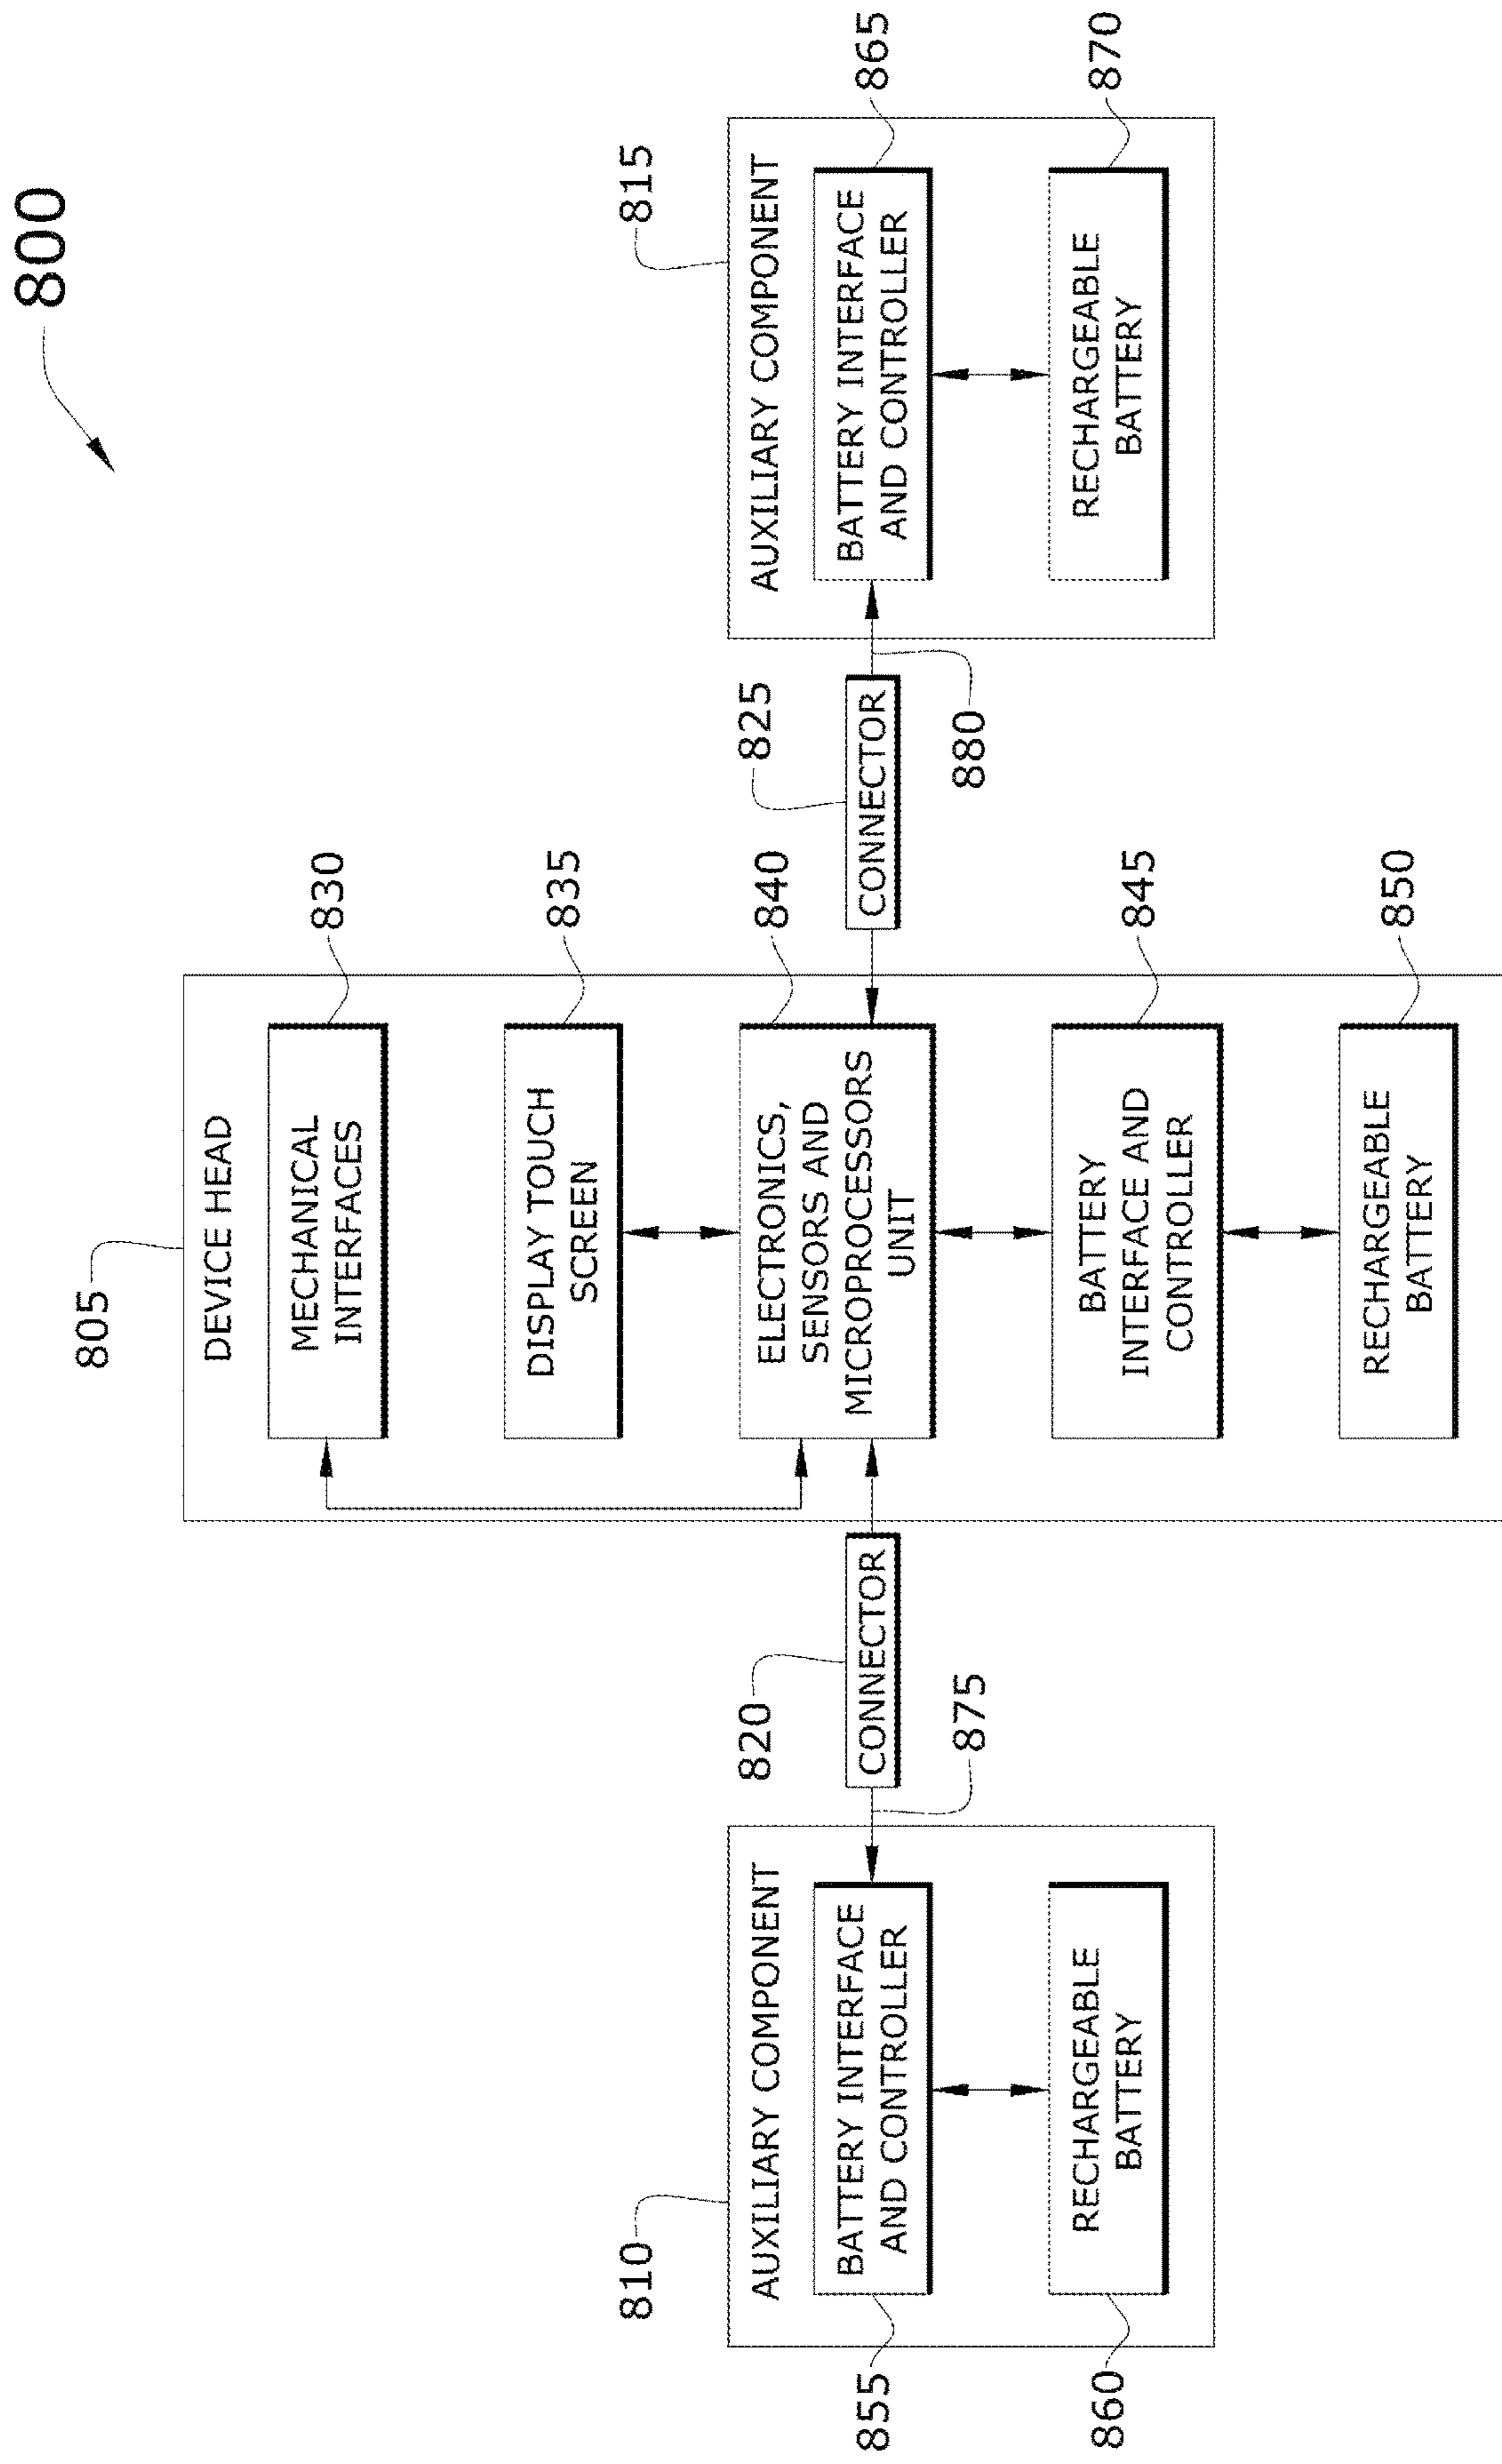 800
805
DEVICE HEAD
MECHANICAL
INTERFACES
830
DISPLAY TOUCH
SCREEN
835
ELECTRONICS,
SENSORS AND
MICROPROCESSORS
UNIT
840
BATTERY
INTERFACE AND
CONTROLLER
845
RECHARGEABLE
BATTERY
850
810
AUXILIARY COMPONENT
BATTERY INTERFACE
AND CONTROLLER
855
RECHARGEABLE
BATTERY
860
820
CONNECTOR
875
825
CONNECTOR
880
815
AUXILIARY COMPONENT
BATTERY INTERFACE
AND CONTROLLER
865
RECHARGEABLE
BATTERY
870